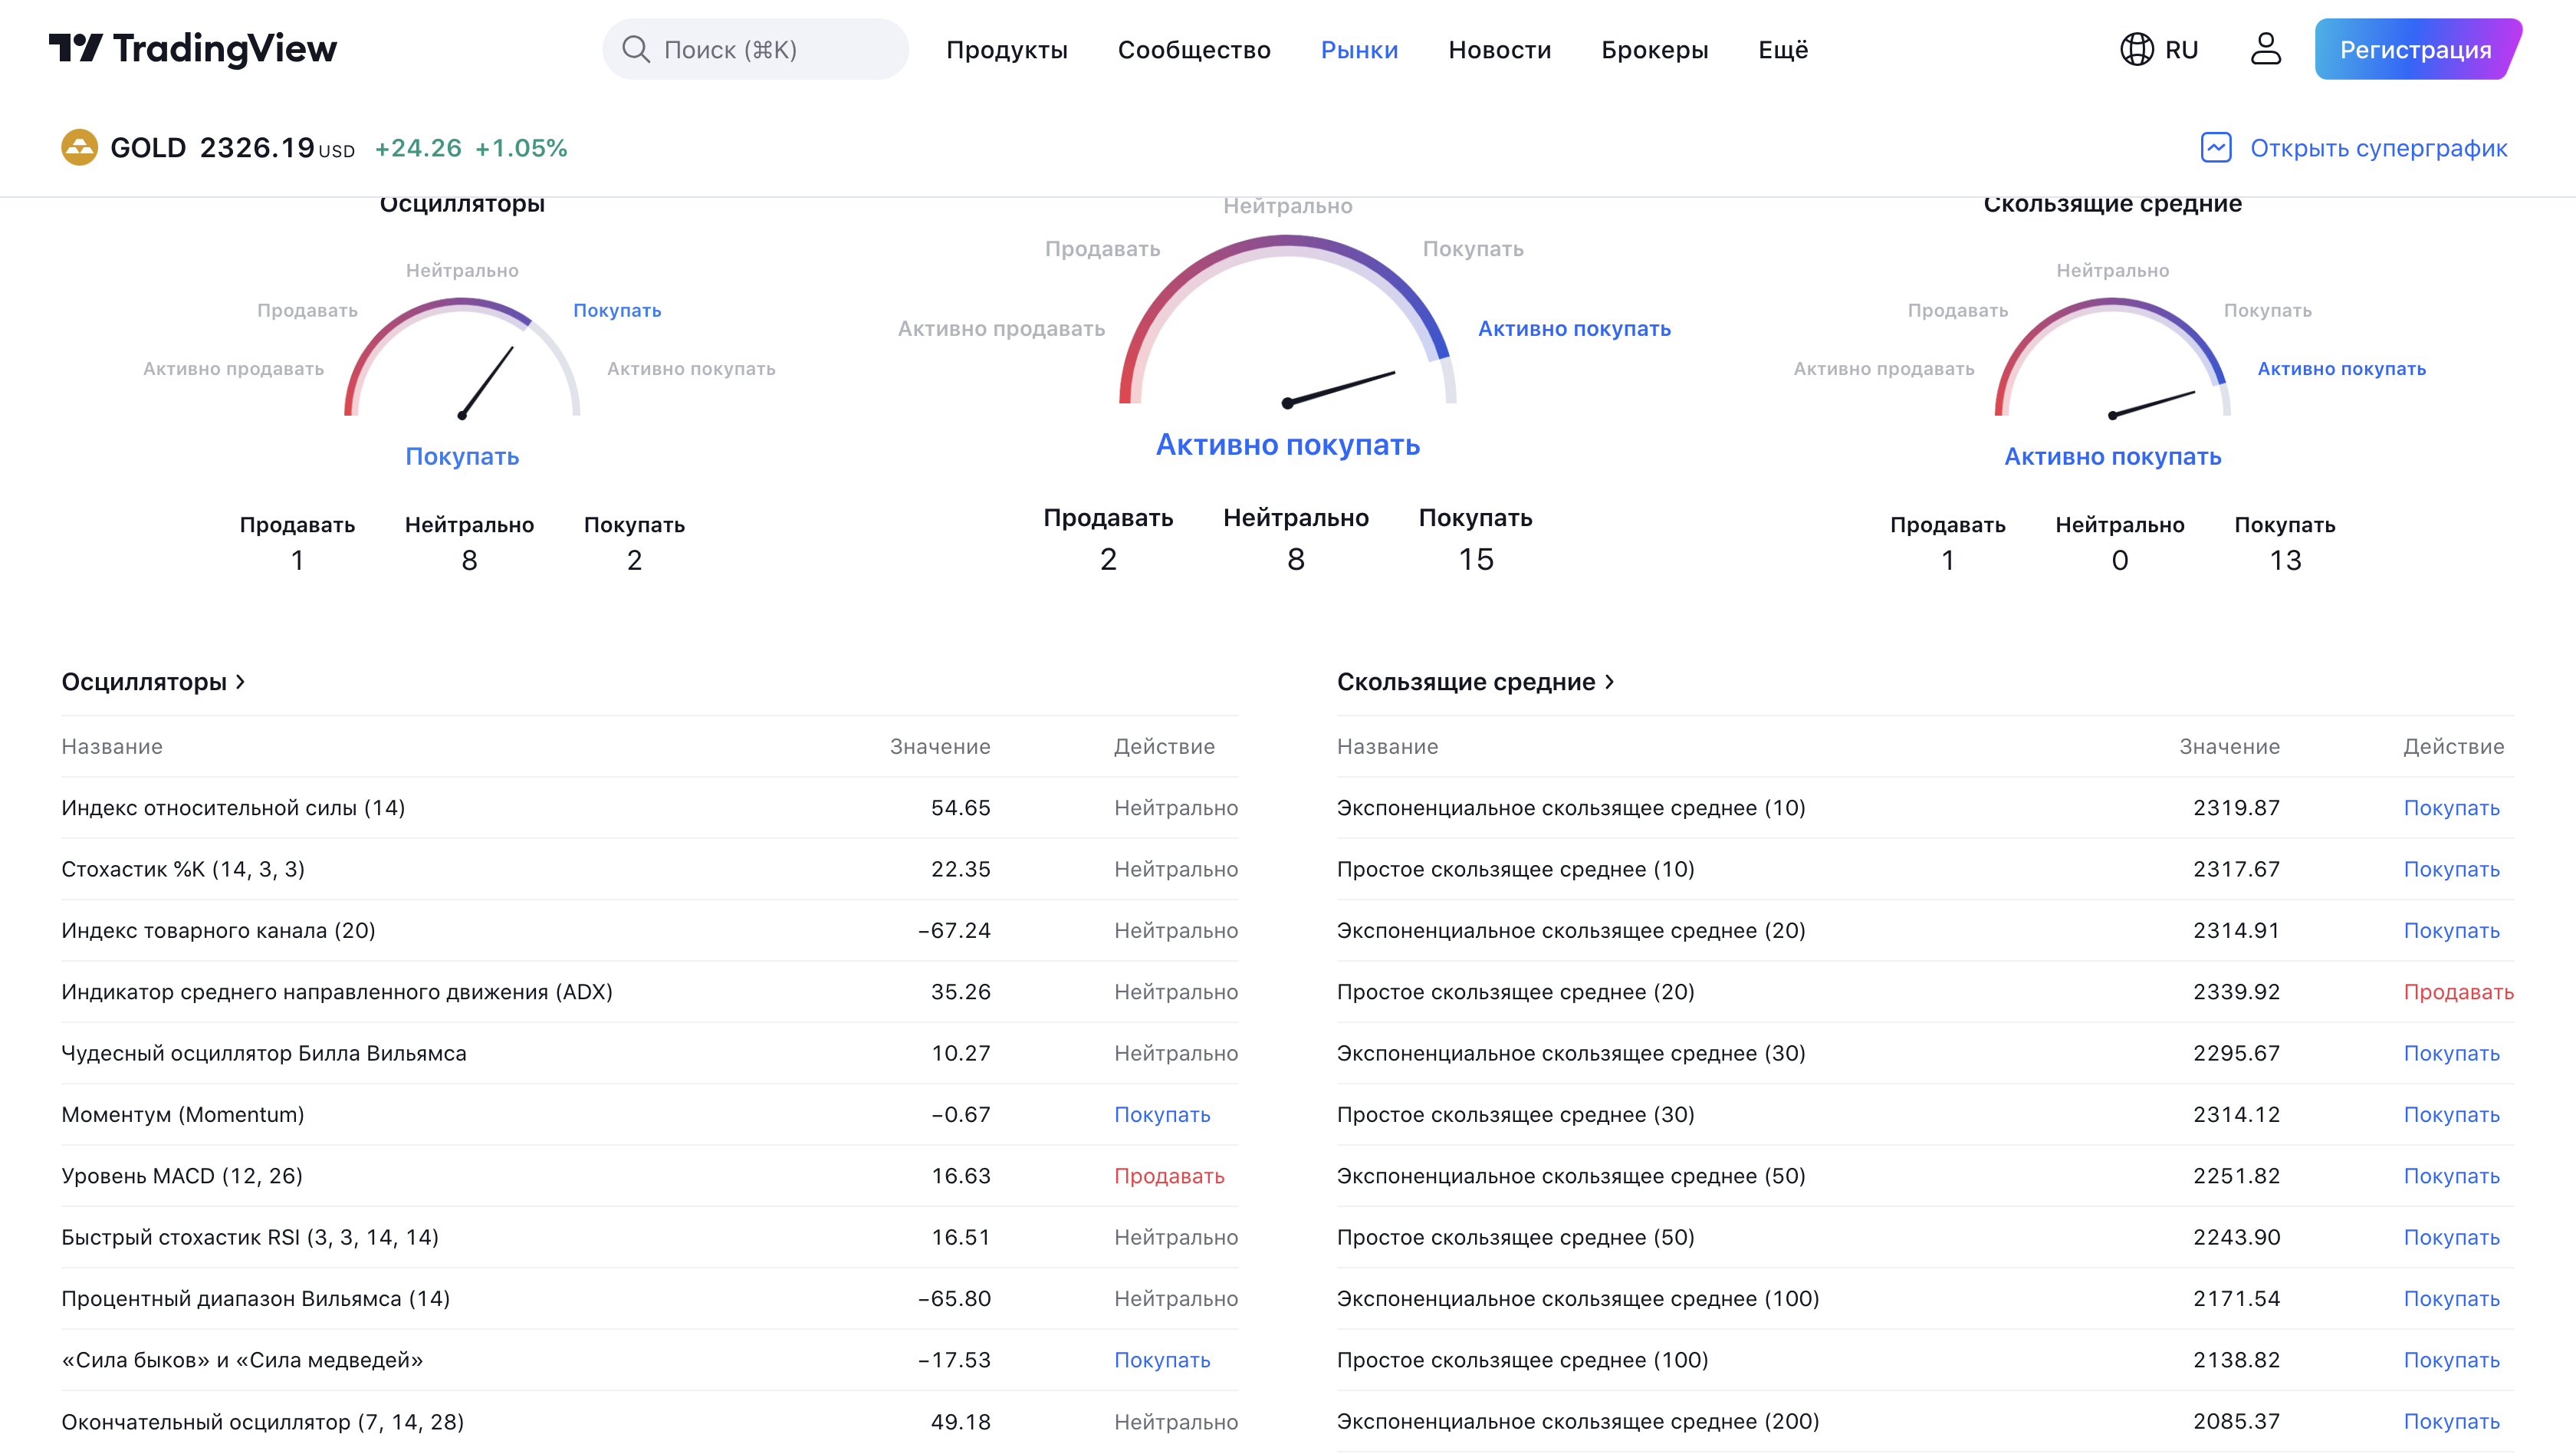 TradingView
Поиск (⌘K)
Продукты
Сообщество
Рынки
Новости
Брокеры
Ещё
RU
Регистрация
GOLD 2326.19 USD +24.26 +1.05%
Открыть суперграфик
Осцилляторы
Нейтрально
Продавать
Покупать
Активно продавать
Активно покупать
Покупать
Продавать Нейтрально Покупать
1 8 2
Нейтрально
Продавать
Покупать
Активно продавать
Активно покупать
Активно покупать
Продавать Нейтрально Покупать
2 8 15
Скользящие средние
Нейтрально
Продавать
Покупать
Активно продавать
Активно покупать
Активно покупать
Продавать Нейтрально Покупать
1 0 13
Осцилляторы
Название Значение Действие
Индекс относительной силы (14) 54.65 Нейтрально
Стохастик %K (14, 3, 3) 22.35 Нейтрально
Индекс товарного канала (20) −67.24 Нейтрально
Индикатор среднего направленного движения (ADX) 35.26 Нейтрально
Чудесный осциллятор Билла Вильямса 10.27 Нейтрально
Моментум (Momentum) −0.67 Покупать
Уровень MACD (12, 26) 16.63 Продавать
Быстрый стохастик RSI (3, 3, 14, 14) 16.51 Нейтрально
Процентный диапазон Вильямса (14) −65.80 Нейтрально
«Сила быков» и «Сила медведей» −17.53 Покупать
Окончательный осциллятор (7, 14, 28) 49.18 Нейтрально
Скользящие средние
Название Значение Действие
Экспоненциальное скользящее среднее (10) 2319.87 Покупать
Простое скользящее среднее (10) 2317.67 Покупать
Экспоненциальное скользящее среднее (20) 2314.91 Покупать
Простое скользящее среднее (20) 2339.92 Продавать
Экспоненциальное скользящее среднее (30) 2295.67 Покупать
Простое скользящее среднее (30) 2314.12 Покупать
Экспоненциальное скользящее среднее (50) 2251.82 Покупать
Простое скользящее среднее (50) 2243.90 Покупать
Экспоненциальное скользящее среднее (100) 2171.54 Покупать
Простое скользящее среднее (100) 2138.82 Покупать
Экспоненциальное скользящее среднее (200) 2085.37 Покупать